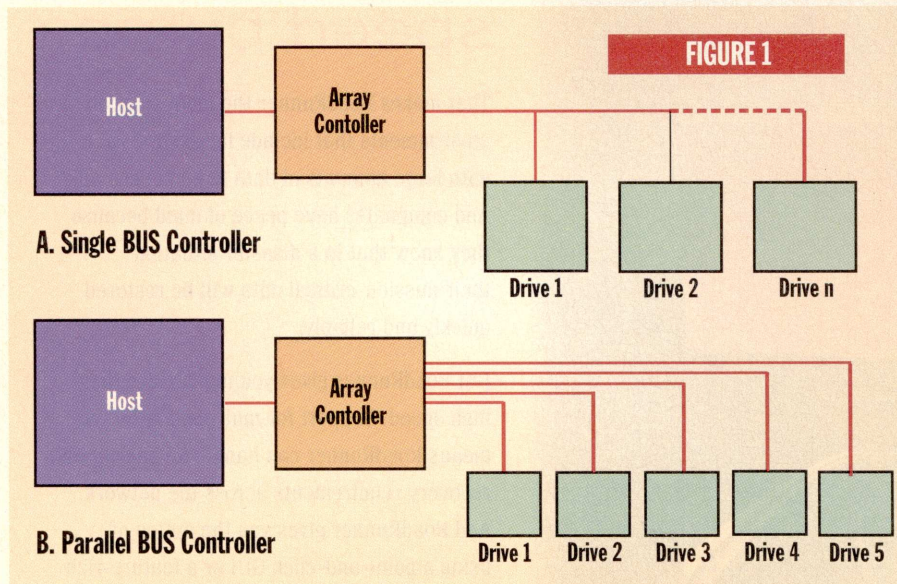 FIGURE 1
Host
Array
Contoller
Drive 1
Drive 2
Drive n
A. Single BUS Controller
Host
Array
Contoller
Drive 1
Drive 2
Drive 3
Drive 4
Drive 5
B. Parallel BUS Controller